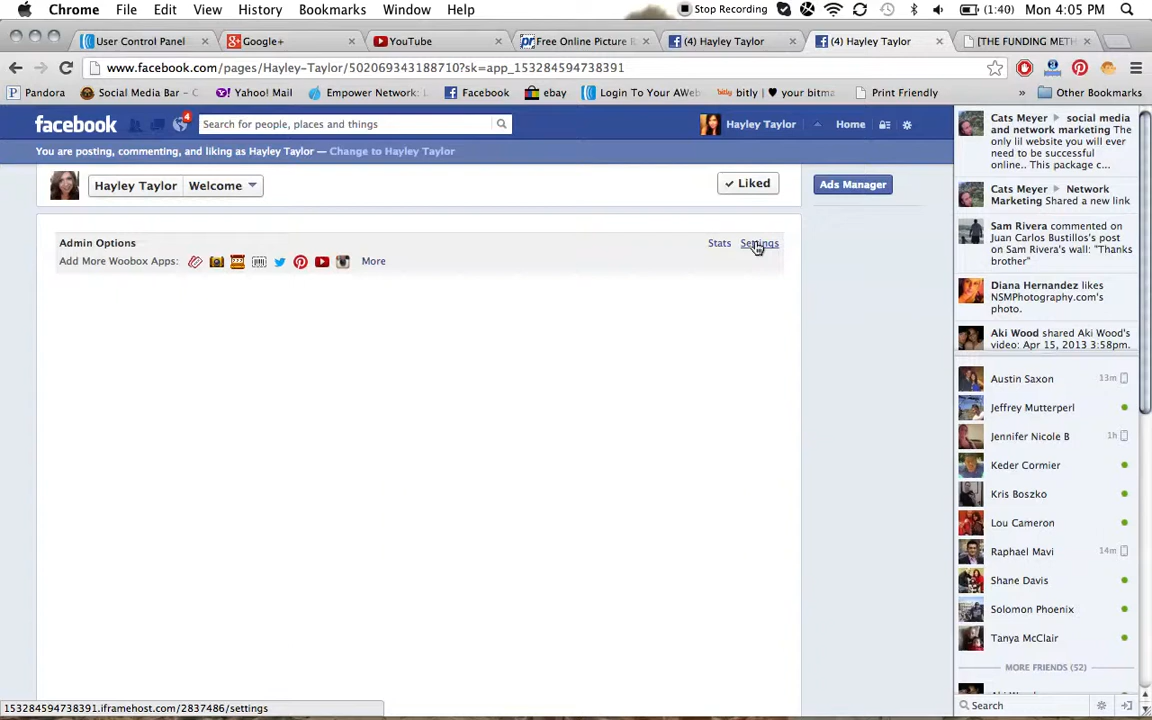 Chrome File Edit View History Bookmarks Window Help Stop Recording (1:40) Mon 4:05 PM
User Control Panel Google+ YouTube Free Online Picture R (4) Hayley Taylor (4) Hayley Taylor [THE FUNDING METH
www.facebook.com/pages/Hayley-Taylor/502069343188710?sk=app_153284594738391
Pandora Social Media Bar – C Yahoo! Mail Empower Network: Facebook ebay Login To Your AWeb bitly | ♥ your bitma Print Friendly » Other Bookmarks
facebook 4 Search for people, places and things Hayley Taylor Home
You are posting, commenting, and liking as Hayley Taylor — Change to Hayley Taylor
Hayley Taylor Welcome ✓ Liked Ads Manager
Admin Options Stats Settings
Add More Woobox Apps: More
Cats Meyer ▸ social media
and network marketing The
only lil website you will ever
need to be successful
online.. This package c...
Cats Meyer ▸ Network
Marketing Shared a new link
Sam Rivera commented on
Juan Carlos Bustillos's post
on Sam Rivera's wall: "Thanks
brother"
Diana Hernandez likes
NSMPhotography.com's
photo.
Aki Wood shared Aki Wood's
video: Apr 15, 2013 3:58pm.
Austin Saxon 13m
Jeffrey Mutterperl
Jennifer Nicole B 1h
Keder Cormier
Kris Boszko
Lou Cameron
Raphael Mavi 14m
Shane Davis
Solomon Phoenix
Tanya McClair
MORE FRIENDS (52)
Search
153284594738391.iframehost.com/2837486/settings